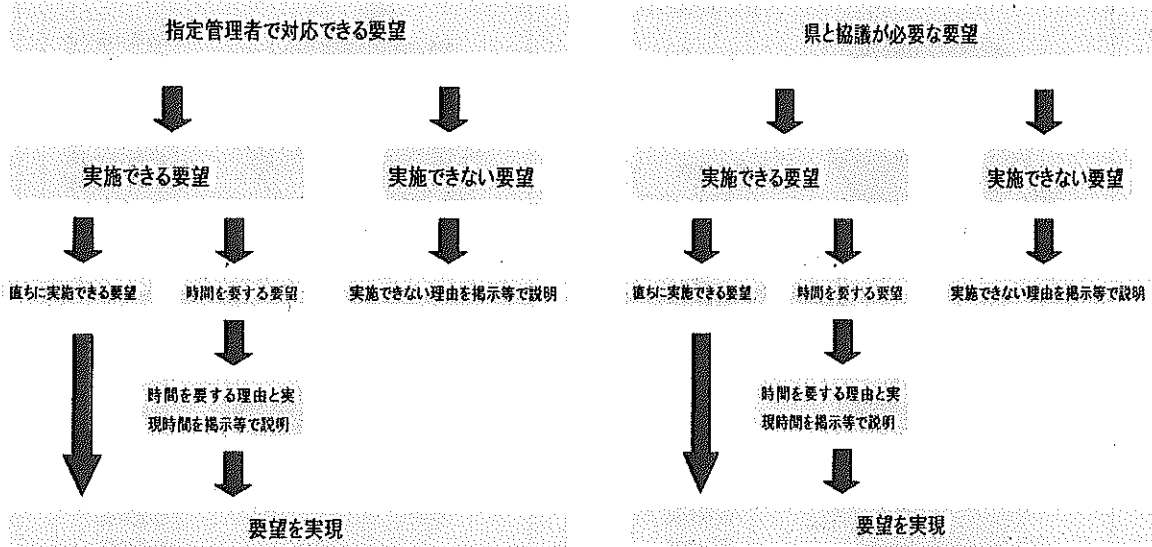 指定管理者で対応できる要望
実施できる要望
実施できない要望
直ちに実施できる要望
時間を要する要望
実施できない理由を掲示等で説明
時間を要する理由と実
現時間を掲示等で説明
要望を実現
県と協議が必要な要望
実施できる要望
実施できない要望
直ちに実施できる要望
時間を要する要望
実施できない理由を掲示等で説明
時間を要する理由と実
現時間を掲示等で説明
要望を実現